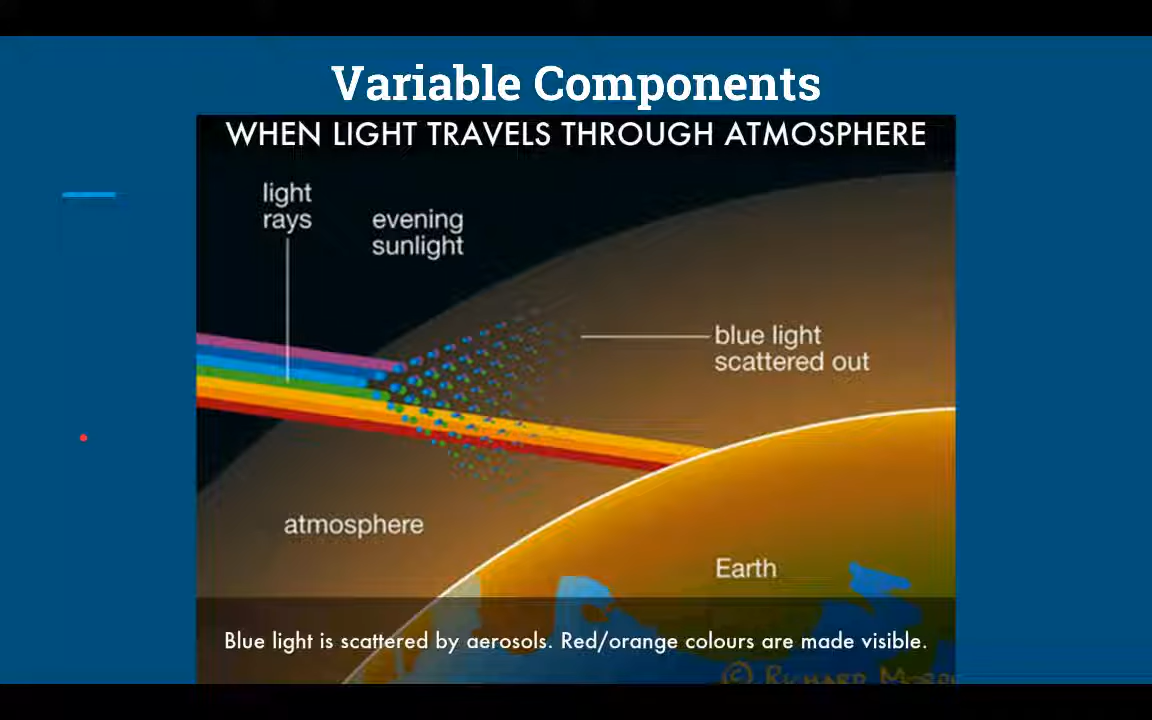 Variable Components
WHEN LIGHT TRAVELS THROUGH ATMOSPHERE
light
rays
evening
sunlight
blue light
scattered out
atmosphere
Earth
Blue light is scattered by aerosols. Red/orange colours are made visible.
© RICHARD